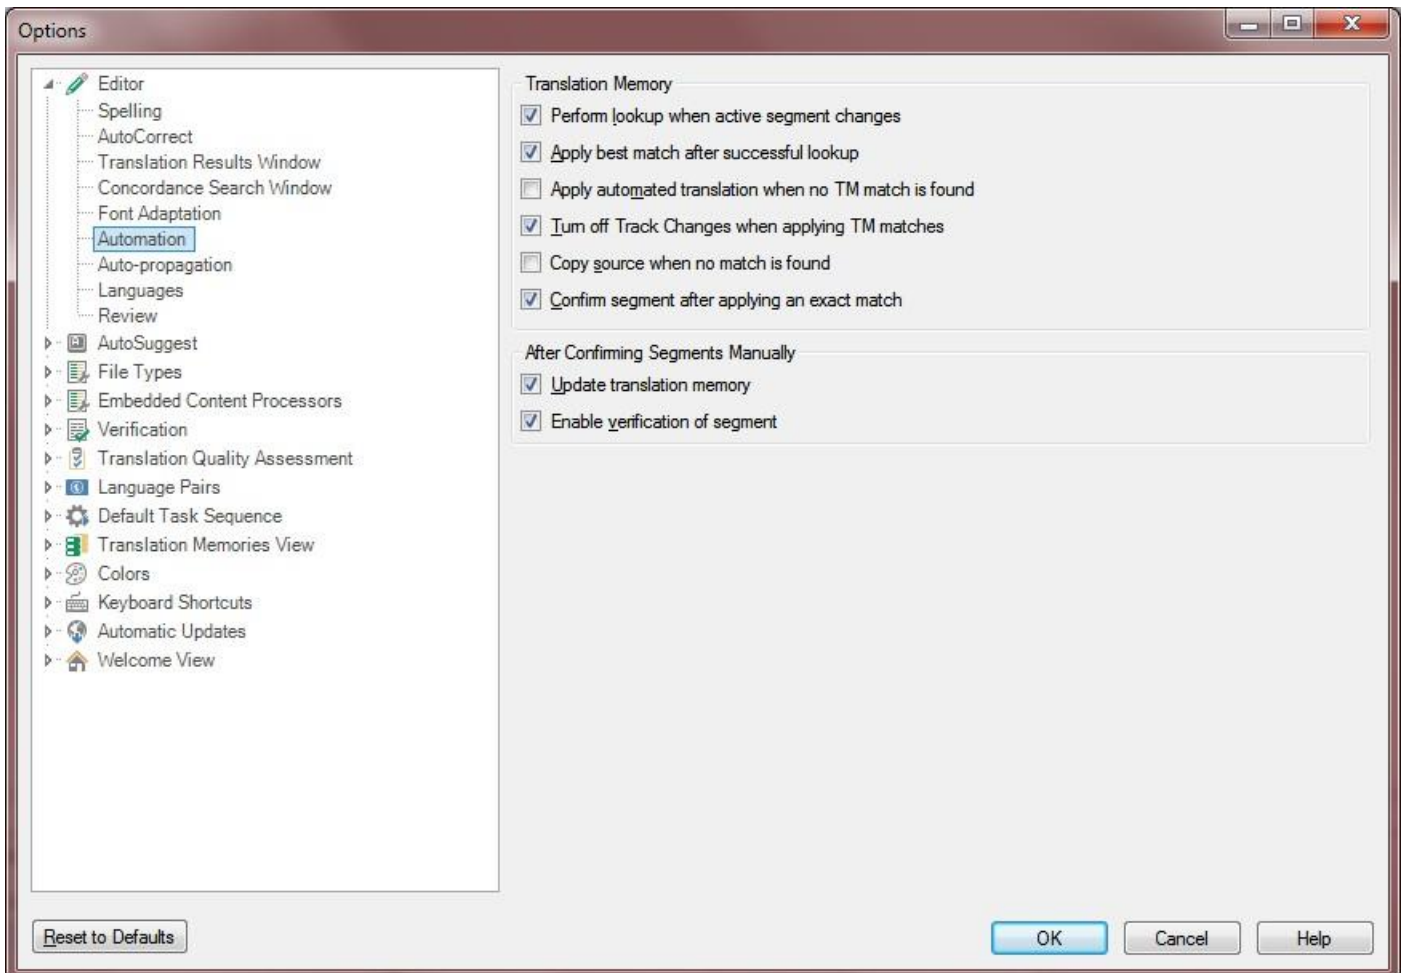 Options
Editor
Spelling
AutoCorrect
Translation Results Window
Concordance Search Window
Font Adaptation
Automation
Auto-propagation
Languages
Review
AutoSuggest
File Types
Embedded Content Processors
Verification
Translation Quality Assessment
Language Pairs
Default Task Sequence
Translation Memories View
Colors
Keyboard Shortcuts
Automatic Updates
Welcome View
Translation Memory
Perform lookup when active segment changes
Apply best match after successful lookup
Apply automated translation when no TM match is found
Turn off Track Changes when applying TM matches
Copy source when no match is found
Confirm segment after applying an exact match
After Confirming Segments Manually
Update translation memory
Enable verification of segment
Reset to Defaults
OK
Cancel
Help